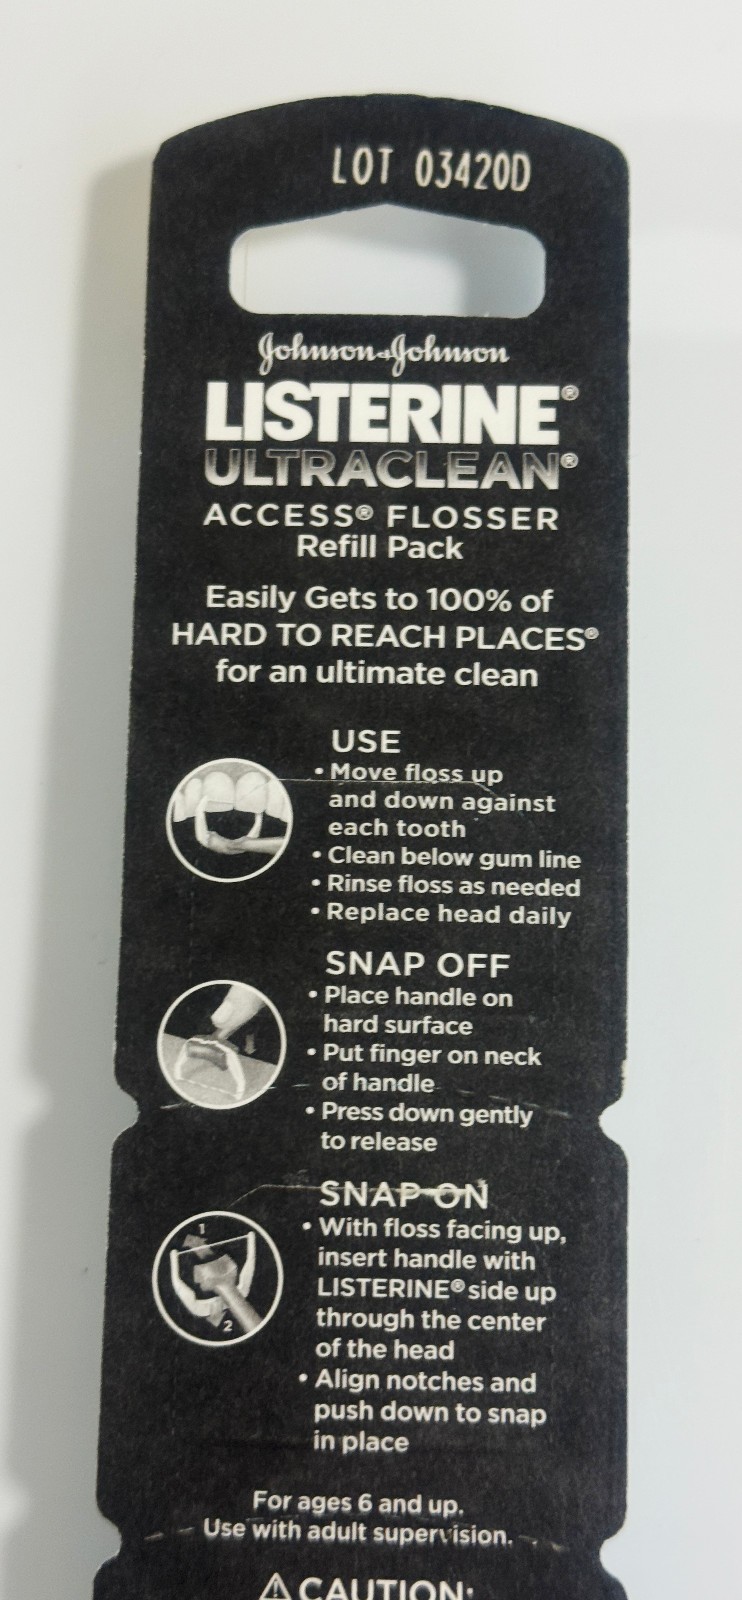 LOT 03420D
Johnson & Johnson
LISTERINE®
ULTRACLEAN®
ACCESS® FLOSSER
Refill Pack
Easily Gets to 100% of
HARD TO REACH PLACES®
for an ultimate clean
USE
• Move floss up
and down against
each tooth
• Clean below gum line
• Rinse floss as needed
• Replace head daily
SNAP OFF
• Place handle on
hard surface
• Put finger on neck
of handle
• Press down gently
to release
SNAP ON
1
2
• With floss facing up,
insert handle with
LISTERINE® side up
through the center
of the head
• Align notches and
push down to snap
in place
For ages 6 and up.
Use with adult supervision.
⚠ CAUTION: